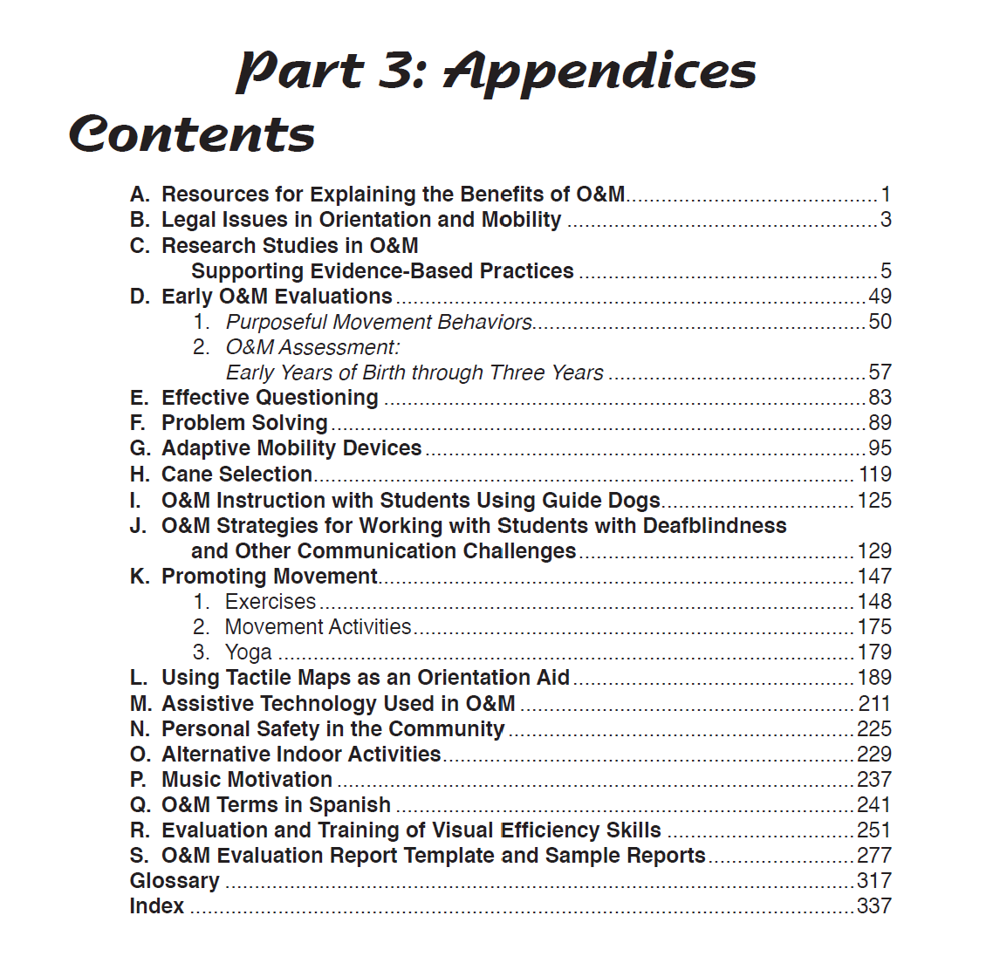 Part 3: Appendices
Contents
A. Resources for Explaining the Benefits of O&M........................................... 1
B. Legal Issues in Orientation and Mobility ..................................................... 3
C. Research Studies in O&M
Supporting Evidence-Based Practices ................................................... 5
D. Early O&M Evaluations ................................................................................ 49
1. Purposeful Movement Behaviors......................................................... 50
2. O&M Assessment:
Early Years of Birth through Three Years ............................................ 57
E. Effective Questioning .................................................................................. 83
F. Problem Solving ........................................................................................... 89
G. Adaptive Mobility Devices ........................................................................... 95
H. Cane Selection............................................................................................ 119
I. O&M Instruction with Students Using Guide Dogs................................. 125
J. O&M Strategies for Working with Students with Deafblindness
and Other Communication Challenges ............................................... 129
K. Promoting Movement................................................................................. 147
1. Exercises ........................................................................................... 148
2. Movement Activities ........................................................................... 175
3. Yoga .................................................................................................. 179
L. Using Tactile Maps as an Orientation Aid ................................................ 189
M. Assistive Technology Used in O&M ......................................................... 211
N. Personal Safety in the Community ........................................................... 225
O. Alternative Indoor Activities...................................................................... 229
P. Music Motivation ........................................................................................ 237
Q. O&M Terms in Spanish .............................................................................. 241
R. Evaluation and Training of Visual Efficiency Skills ................................ 251
S. O&M Evaluation Report Template and Sample Reports ......................... 277
Glossary ........................................................................................................... 317
Index ................................................................................................................. 337